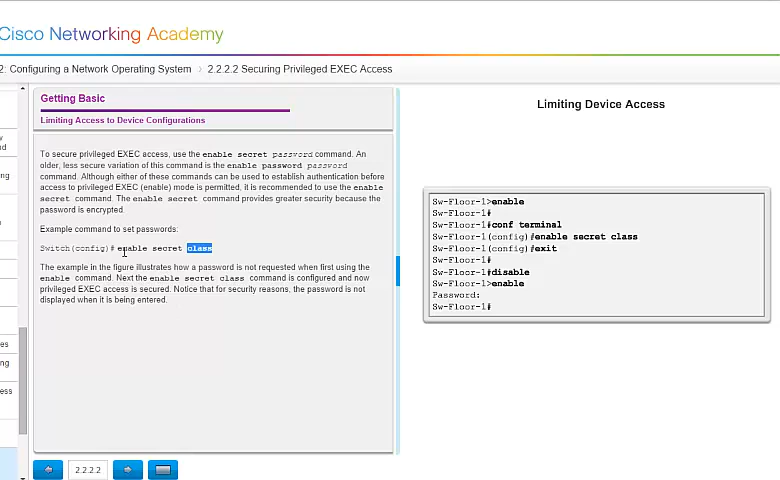 Cisco Networking Academy
2: Configuring a Network Operating System > 2.2.2.2 Securing Privileged EXEC Access
Getting Basic
Limiting Access to Device Configurations
To secure privileged EXEC access, use the enable secret password command. An
older, less secure variation of this command is the enable password password
command. Although either of these commands can be used to establish authentication before
access to privileged EXEC (enable) mode is permitted, it is recommended to use the enable
secret command. The enable secret command provides greater security because the
password is encrypted.
Example command to set passwords:
Switch(config)# enable secret class
The example in the figure illustrates how a password is not requested when first using the
enable command. Next the enable secret class command is configured and now
privileged EXEC access is secured. Notice that for security reasons, the password is not
displayed when it is being entered.
2.2.2.2
Limiting Device Access
Sw-Floor-1>enable
Sw-Floor-1#
Sw-Floor-1#conf terminal
Sw-Floor-1(config)#enable secret class
Sw-Floor-1(config)#exit
Sw-Floor-1#
Sw-Floor-1#disable
Sw-Floor-1>enable
Password:
Sw-Floor-1#